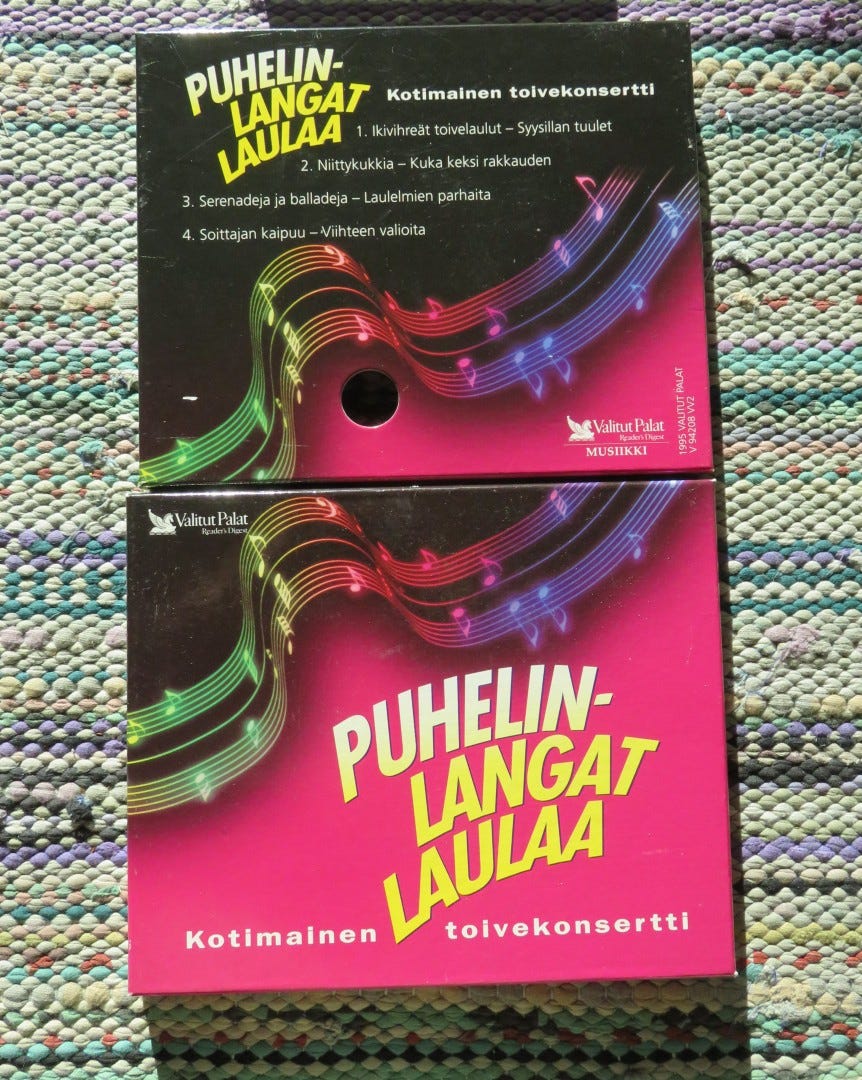 PUHELIN-
LANGAT
LAULAA
Kotimainen toivekonsertti
1. Ikivihreät toivelaulut – Syysillan tuulet
2. Niittykukkia – Kuka keksi rakkauden
3. Serenadeja ja balladeja – Laulelmien parhaita
4. Soittajan kaipuu – Viihteen valioita
Valitut Palat
Reader's Digest
MUSIIKKI
1995 VALITUT PALAT
V 94208 VV2
Valitut Palat
Reader's Digest
PUHELIN-
LANGAT
LAULAA
Kotimainen toivekonsertti